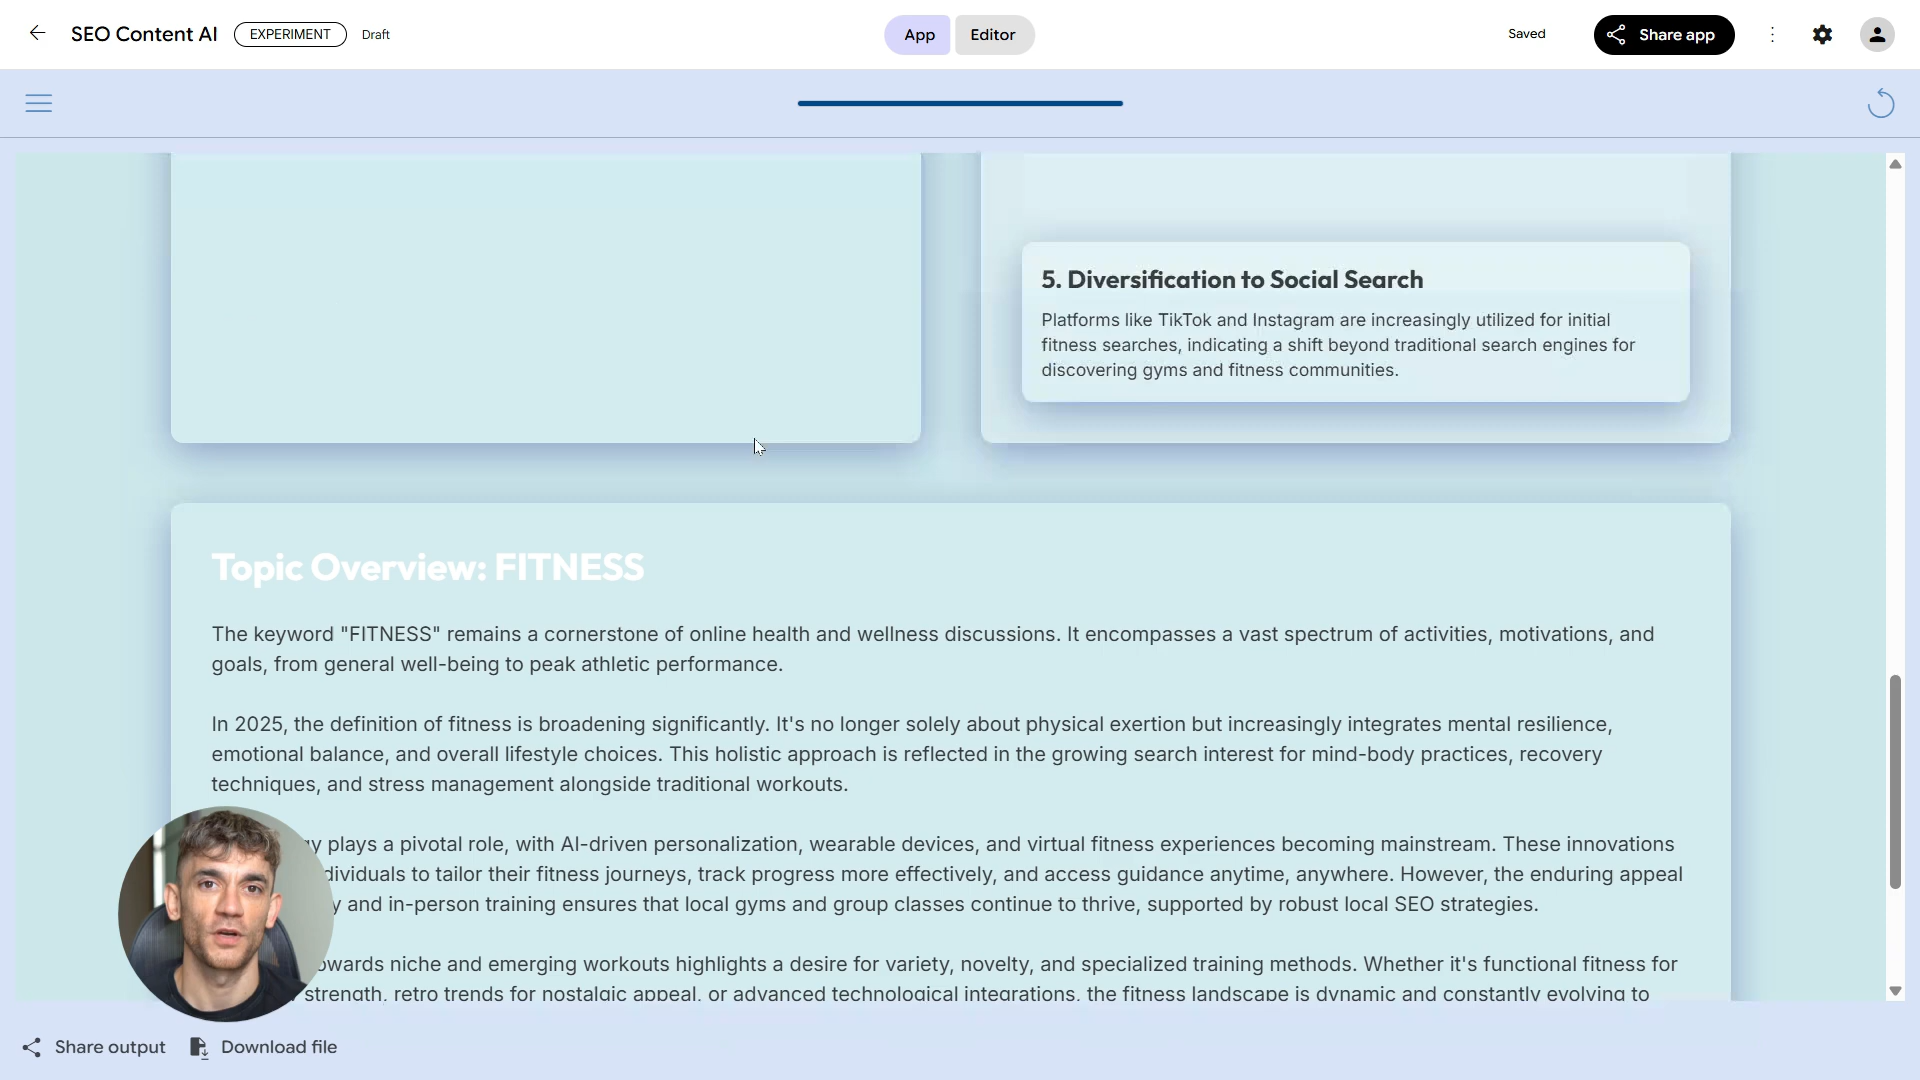 SEO Content AI
EXPERIMENT
Draft
App
Editor
Saved
Share app
5. Diversification to Social Search
Platforms like TikTok and Instagram are increasingly utilized for initial
fitness searches, indicating a shift beyond traditional search engines for
discovering gyms and fitness communities.
Topic Overview: FITNESS
The keyword "FITNESS" remains a cornerstone of online health and wellness discussions. It encompasses a vast spectrum of activities, motivations, and
goals, from general well-being to peak athletic performance.
In 2025, the definition of fitness is broadening significantly. It's no longer solely about physical exertion but increasingly integrates mental resilience,
emotional balance, and overall lifestyle choices. This holistic approach is reflected in the growing search interest for mind-body practices, recovery
techniques, and stress management alongside traditional workouts.
plays a pivotal role, with AI-driven personalization, wearable devices, and virtual fitness experiences becoming mainstream. These innovations
to tailor their fitness journeys, track progress more effectively, and access guidance anytime, anywhere. However, the enduring appeal
and in-person training ensures that local gyms and group classes continue to thrive, supported by robust local SEO strategies.
niche and emerging workouts highlights a desire for variety, novelty, and specialized training methods. Whether it's functional fitness for
strength, retro trends for nostalgic appeal, or advanced technological integrations, the fitness landscape is dynamic and constantly evolving to
Share output
Download file